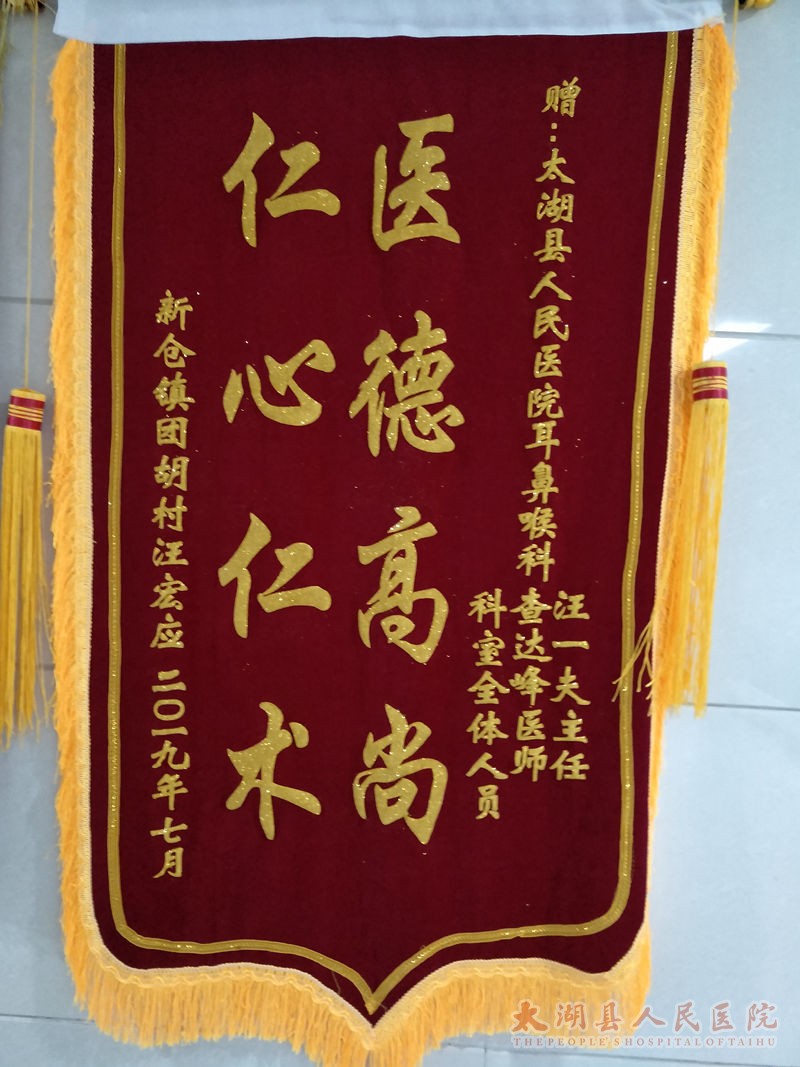 赠：太湖县人民医院耳鼻喉科
汪一夫主任
查达峰医师
科室全体人员
医德高尚
仁心仁术
新仓镇团胡村汪宏应 二〇一九年七月
太湖县人民医院
THE PEOPLE'S HOSPITAL OF TAIHU